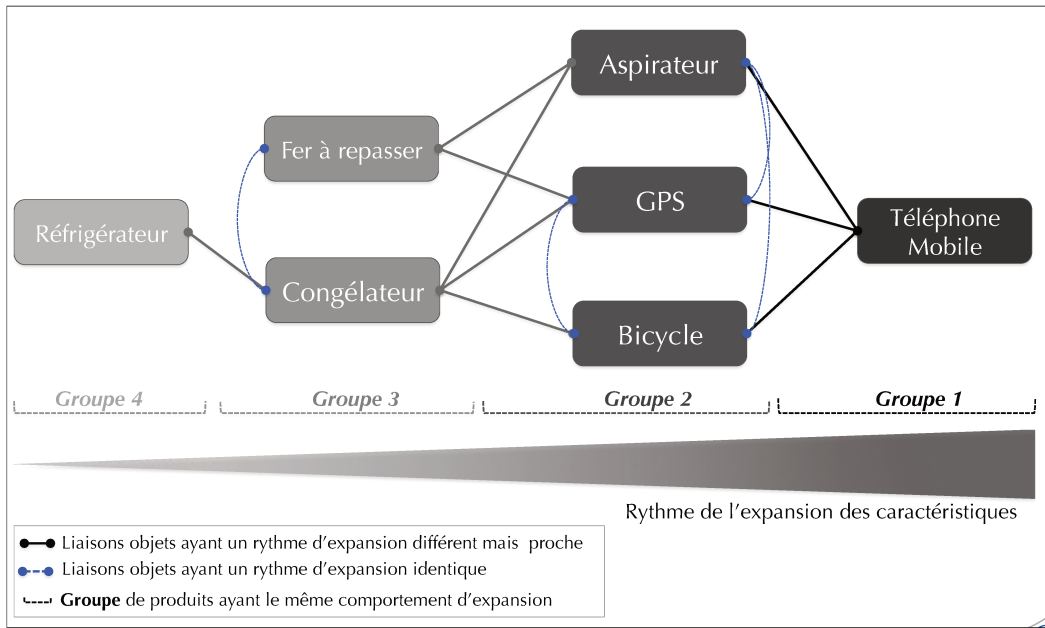 Aspirateur
Fer à repasser
GPS
Réfrigérateur
Téléphone
Mobile
Congélateur
Bicycle
Groupe 4
Groupe 3
Groupe 2
Groupe 1
Rythme de l'expansion des caractéristiques
Liaisons objets ayant un rythme d'expansion différent mais proche
Liaisons objets ayant un rythme d'expansion identique
Groupe de produits ayant le même comportement d'expansion